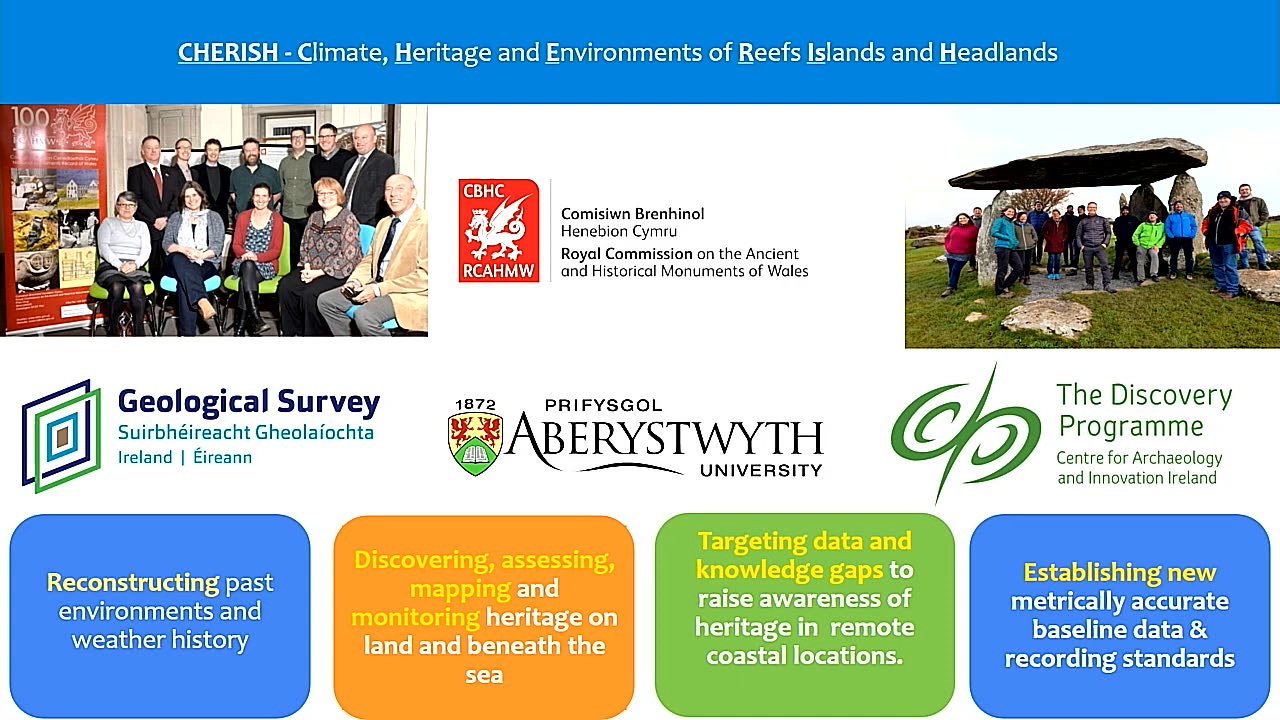 CHERISH - Climate, Heritage and Environments of Reefs Islands and Headlands
100
CBHC
RCAHMW
Comisiwn Brenhinol
Henebion Cymru
Royal Commission on the Ancient
and Historical Monuments of Wales
Geological Survey
Suirbhéireacht Gheolaíochta
Ireland | Éireann
1872
PRIFYSGOL
ABERYSTWYTH
UNIVERSITY
The Discovery
Programme
Centre for Archaeology
and Innovation Ireland
Reconstructing past
environments and
weather history
Discovering, assessing,
mapping and
monitoring heritage on
land and beneath the
sea
Targeting data and
knowledge gaps to
raise awareness of
heritage in remote
coastal locations.
Establishing new
metrically accurate
baseline data &
recording standards